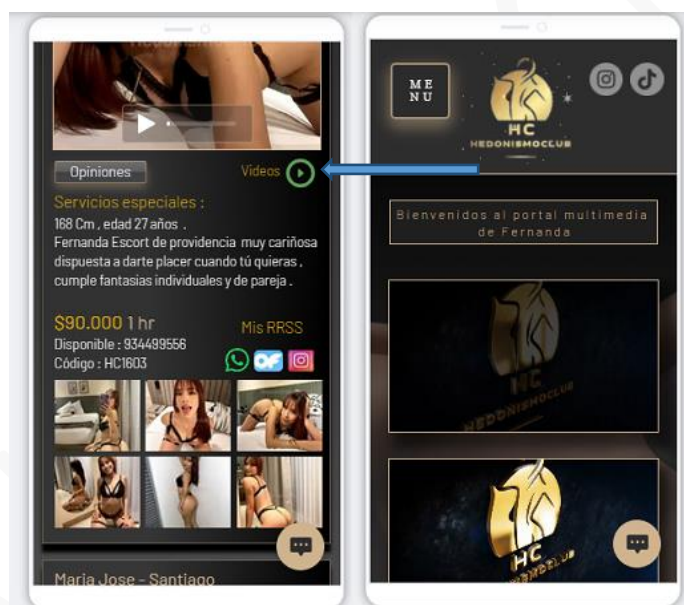 Opiniones
Videos
Servicios especiales :
168 Cm , edad 27 años .
Fernanda Escort de providencia muy cariñosa
dispuesta a darte placer cuando tú quieras ,
cumple fantasias individuales y de pareja .
$90.000 1 hr
Mis RRSS
Disponible : 934499556
Código : HC1603
OF
Maria Jose - Santiago
ME
NU
HC
HEDONISMOCLUB
Bienvenidos al portal multimedia
de Fernanda
HC
HEDONISMOCLUB
HC
HEDONISMOCLUB